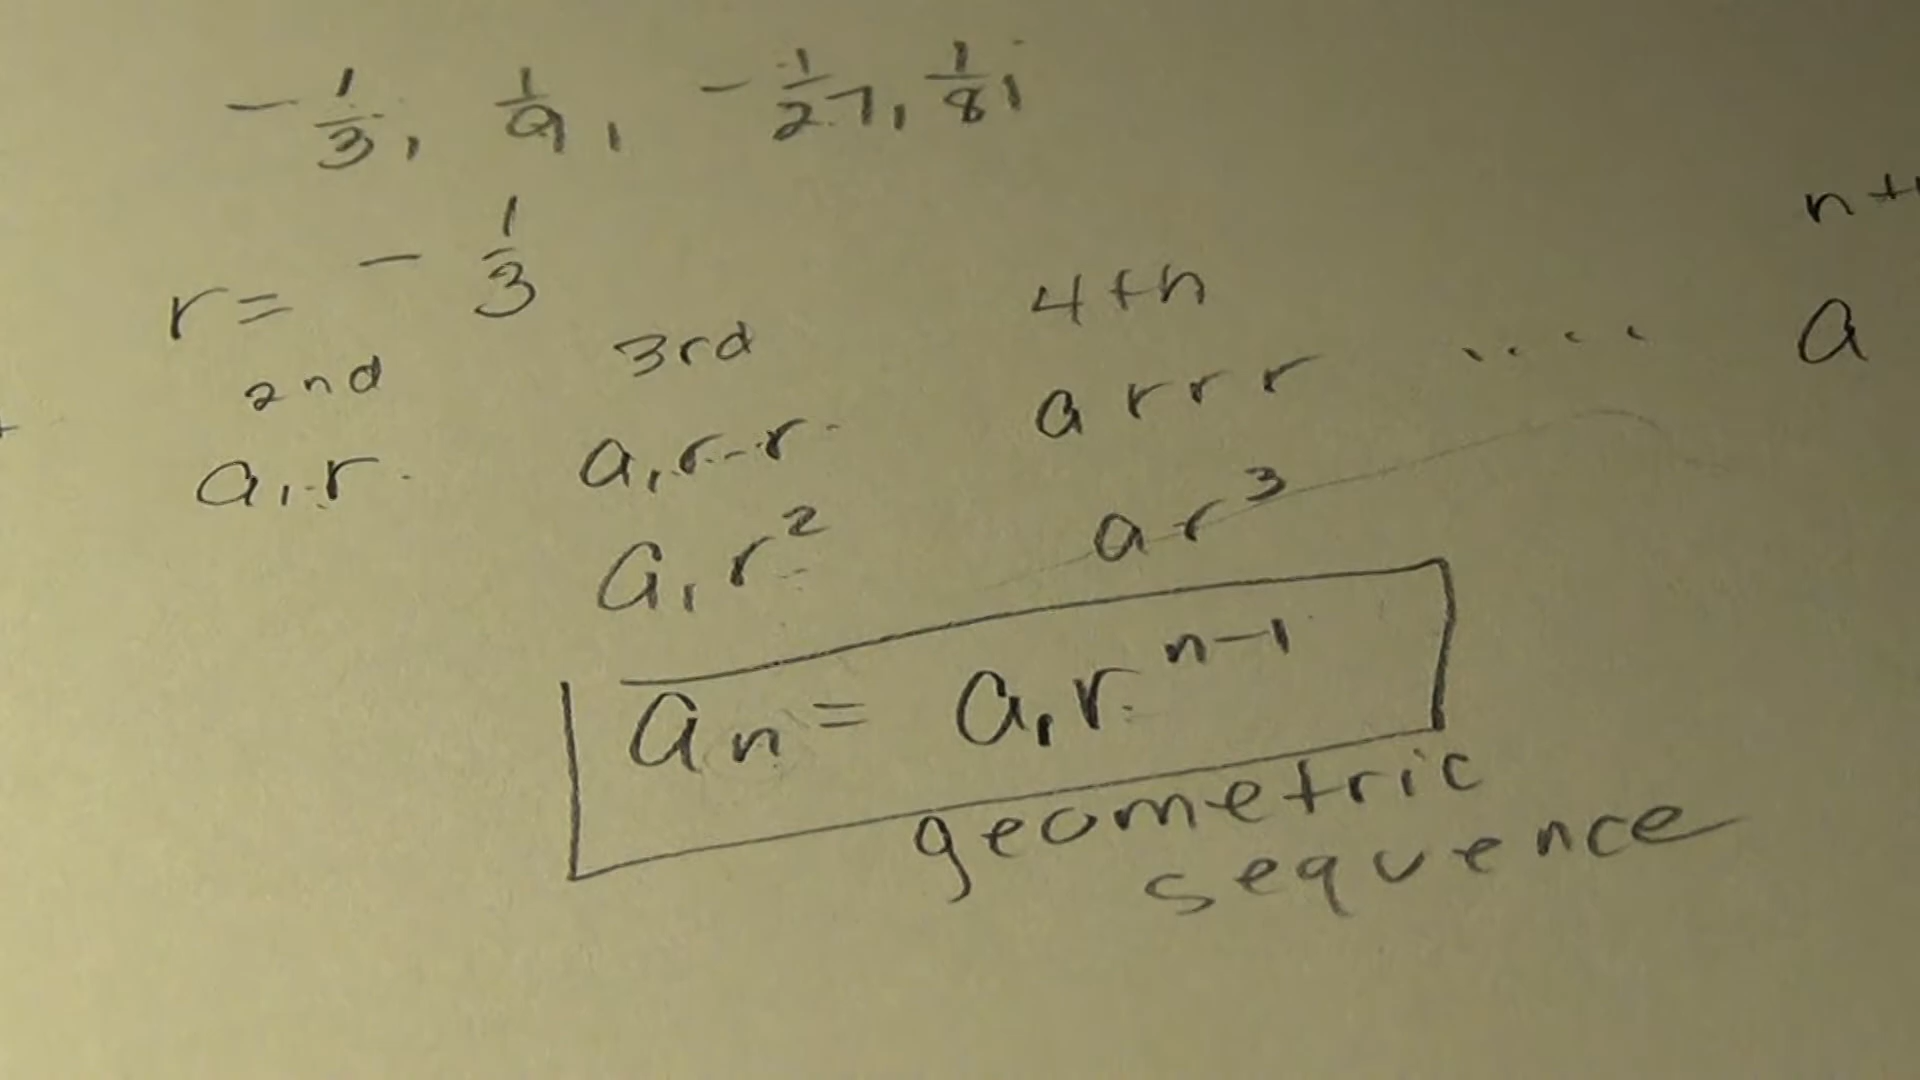 -1/3, 1/9, -1/27, 1/81
r = -1/3
2nd 3rd 4th
a₁·r a₁r·r arrr .... a
a₁r² ar³
aₙ = a₁r^(n-1)
geometric
sequence